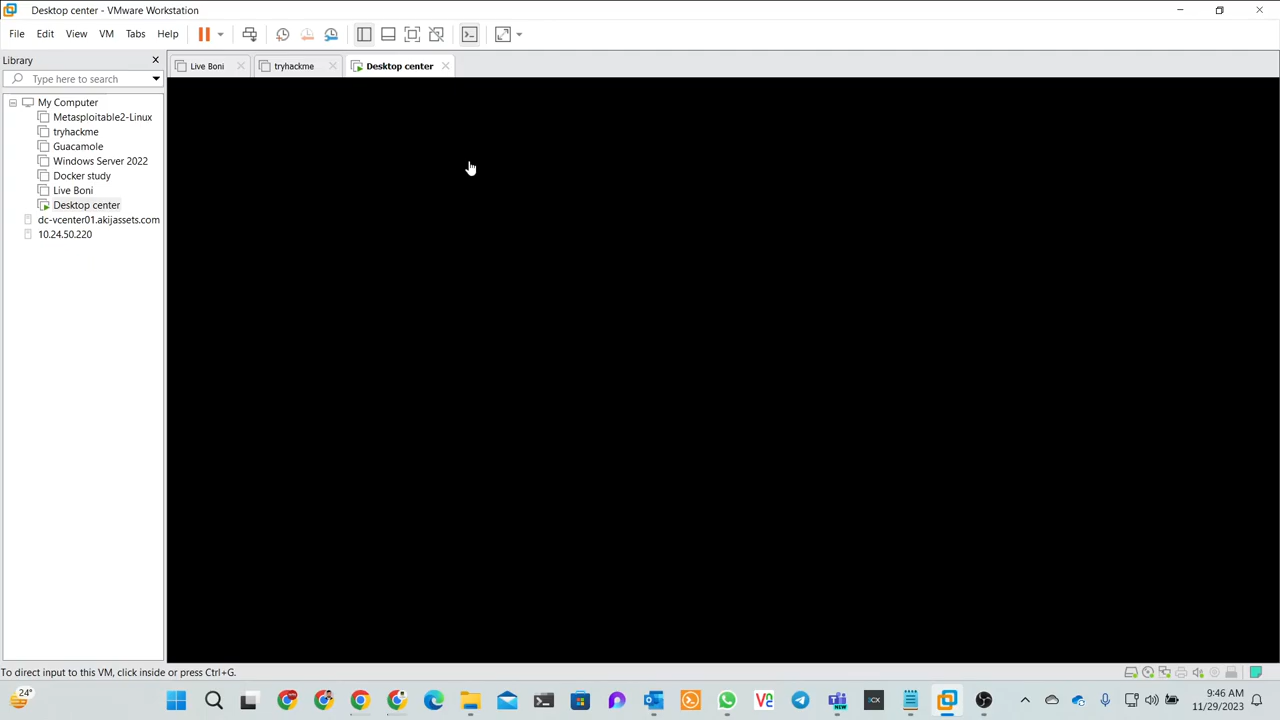 Desktop center - VMware Workstation
File Edit View VM Tabs Help
Library
Type here to search
Live Boni
tryhackme
Desktop center
My Computer
Metasploitable2-Linux
tryhackme
Guacamole
Windows Server 2022
Docker study
Live Boni
Desktop center
dc-vcenter01.akijassets.com
10.24.50.220
To direct input to this VM, click inside or press Ctrl+G.
24°
NEW
9:46 AM
11/29/2023